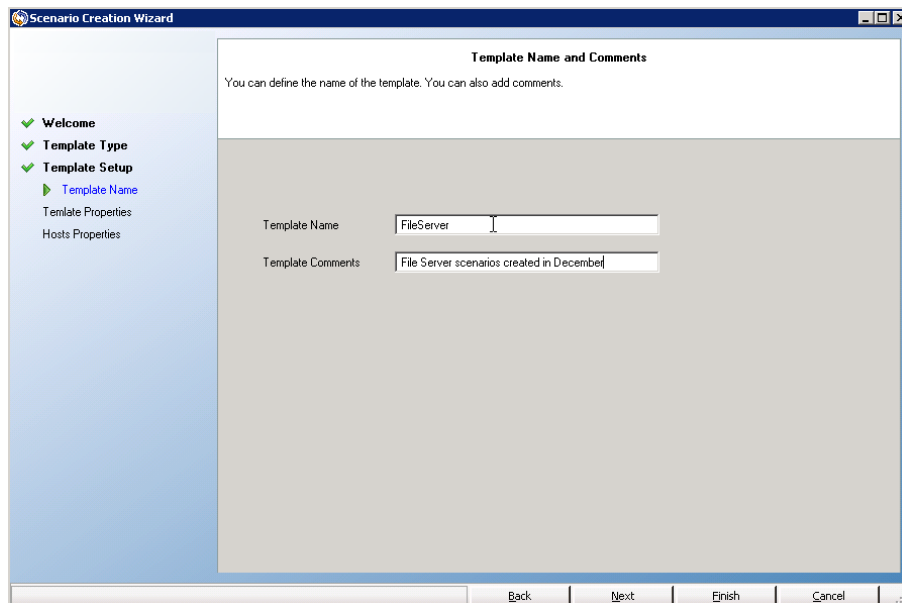 Scenario Creation Wizard
Template Name and Comments
You can define the name of the template. You can also add comments.
Welcome
Template Type
Template Setup
Template Name
Temlate Properties
Hosts Properties
Template Name FileServer
Template Comments File Server scenarios created in December
Back Next Finish Cancel